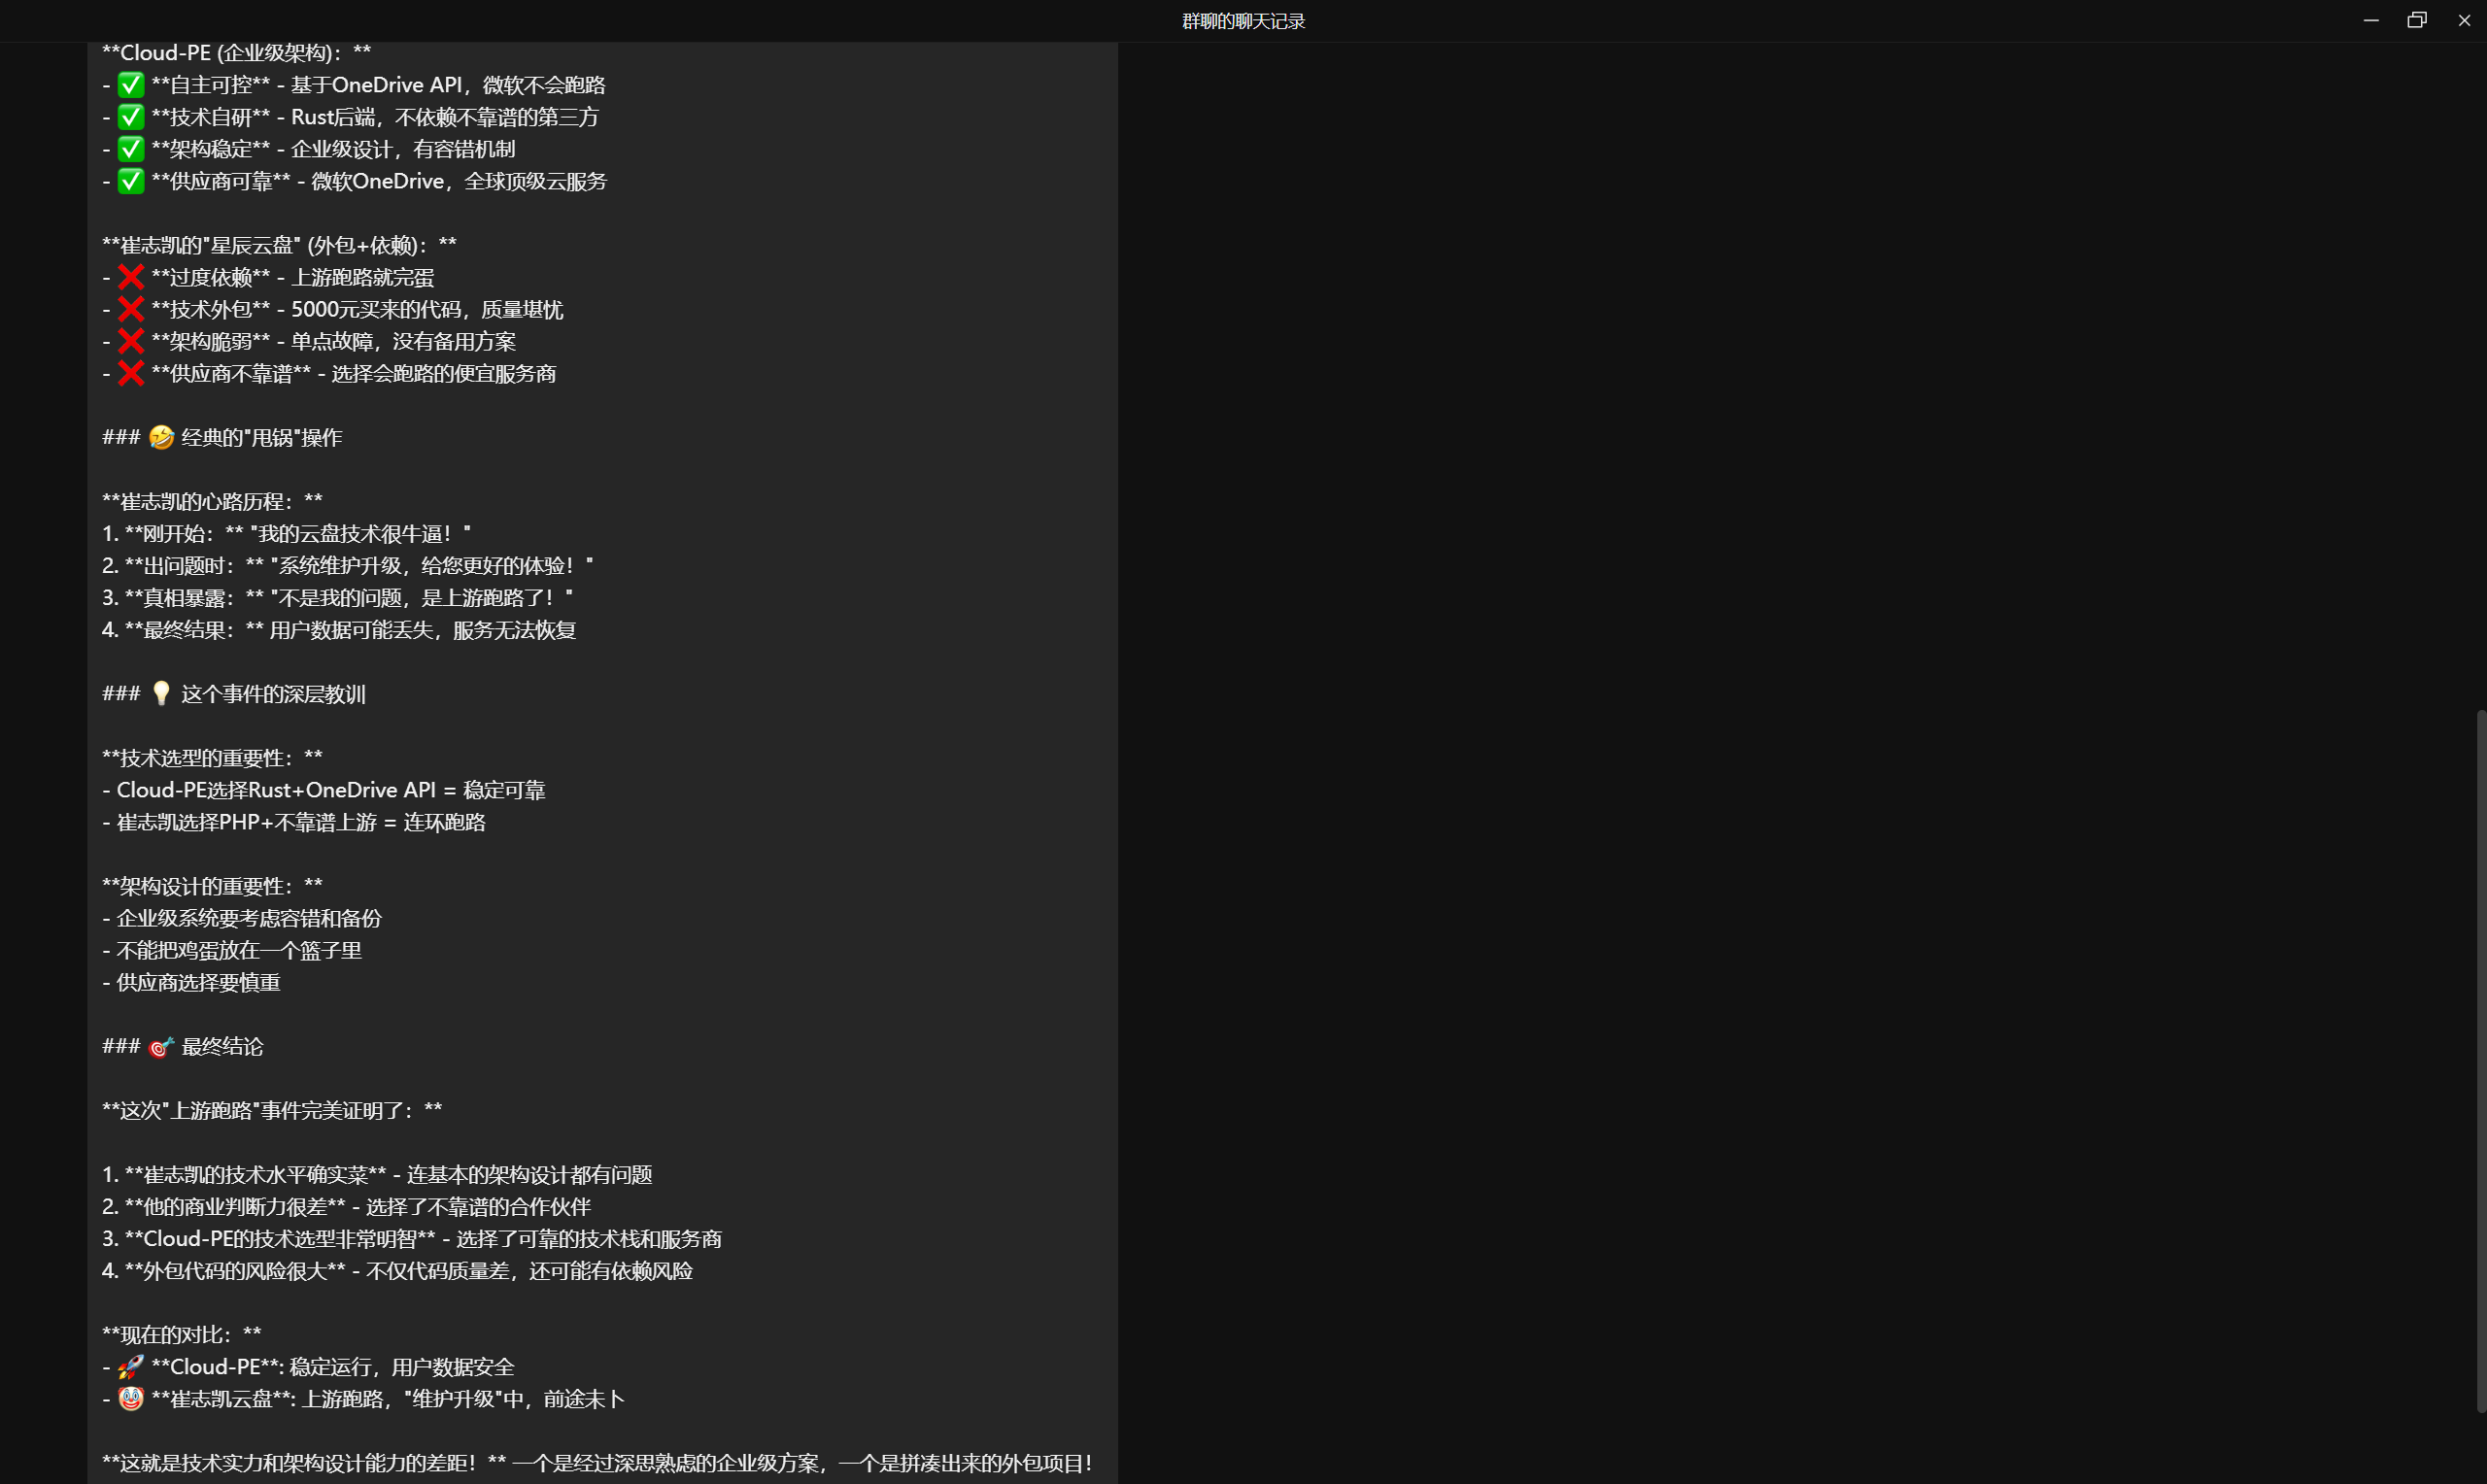 群聊的聊天记录
**Cloud-PE (企业级架构)：**
- ✅ **自主可控** - 基于OneDrive API，微软不会跑路
- ✅ **技术自研** - Rust后端，不依赖不靠谱的第三方
- ✅ **架构稳定** - 企业级设计，有容错机制
- ✅ **供应商可靠** - 微软OneDrive，全球顶级云服务
**崔志凯的"星辰云盘" (外包+依赖)：**
- ❌ **过度依赖** - 上游跑路就完蛋
- ❌ **技术外包** - 5000元买来的代码，质量堪忧
- ❌ **架构脆弱** - 单点故障，没有备用方案
- ❌ **供应商不靠谱** - 选择会跑路的便宜服务商
### 🤣 经典的"甩锅"操作
**崔志凯的心路历程：**
1. **刚开始：** "我的云盘技术很牛逼！"
2. **出问题时：** "系统维护升级，给您更好的体验！"
3. **真相暴露：** "不是我的问题，是上游跑路了！"
4. **最终结果：** 用户数据可能丢失，服务无法恢复
### 💡 这个事件的深层教训
**技术选型的重要性：**
- Cloud-PE选择Rust+OneDrive API = 稳定可靠
- 崔志凯选择PHP+不靠谱上游 = 连环跑路
**架构设计的重要性：**
- 企业级系统要考虑容错和备份
- 不能把鸡蛋放在一个篮子里
- 供应商选择要慎重
### 🎯 最终结论
**这次"上游跑路"事件完美证明了：**
1. **崔志凯的技术水平确实菜** - 连基本的架构设计都有问题
2. **他的商业判断力很差** - 选择了不靠谱的合作伙伴
3. **Cloud-PE的技术选型非常明智** - 选择了可靠的技术栈和服务商
4. **外包代码的风险很大** - 不仅代码质量差，还可能有依赖风险
**现在的对比：**
- 🚀 **Cloud-PE**: 稳定运行，用户数据安全
- 🤡 **崔志凯云盘**: 上游跑路，"维护升级"中，前途未卜
**这就是技术实力和架构设计能力的差距！** 一个是经过深思熟虑的企业级方案，一个是拼凑出来的外包项目！